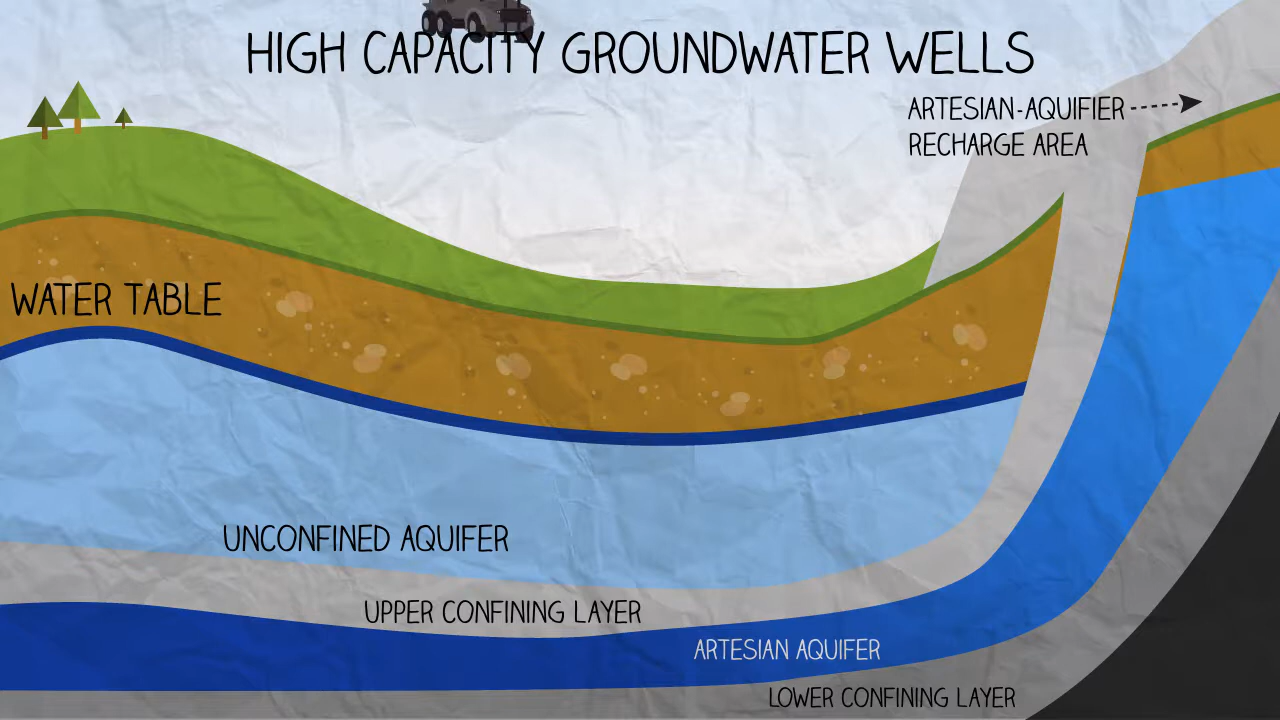 HIGH CAPACITY GROUNDWATER WELLS
ARTESIAN-AQUIFIER
RECHARGE AREA
WATER TABLE
UNCONFINED AQUIFER
UPPER CONFINING LAYER
ARTESIAN AQUIFER
LOWER CONFINING LAYER